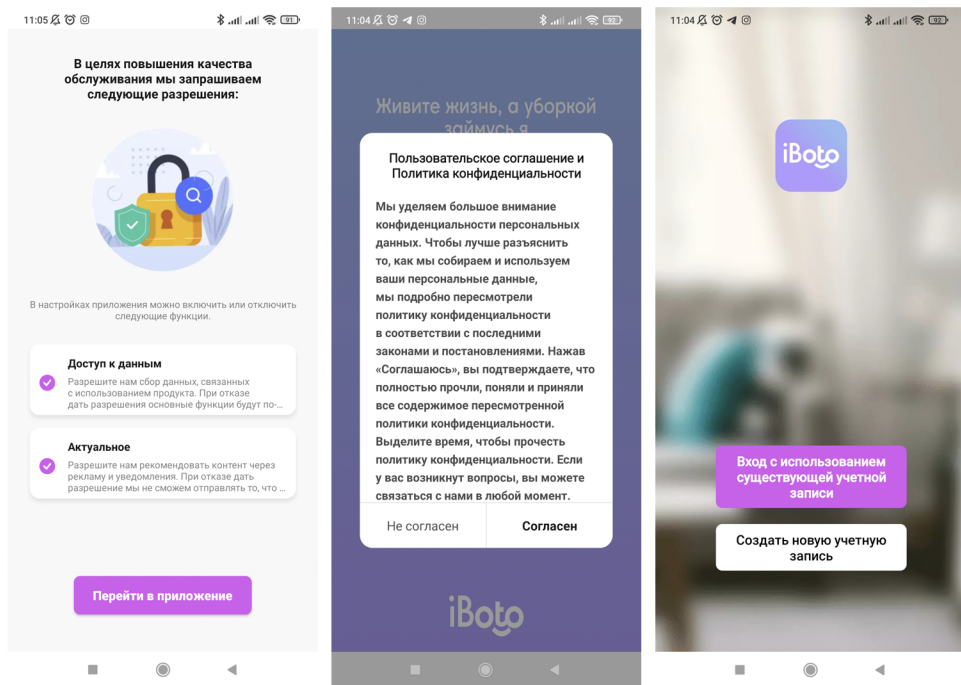 11:05
91
В целях повышения качества
обслуживания мы запрашиваем
следующие разрешения:
В настройках приложения можно включить или отключить
следующие функции.
Доступ к данным
Разрешите нам сбор данных, связанных
с использованием продукта. При отказе
дать разрешения основные функции будут по-...
Актуальное
Разрешите нам рекомендовать контент через
рекламу и уведомления. При отказе дать
разрешение мы не сможем отправлять то, что ...
Перейти в приложение
11:04
92
Живите жизнь, а уборкой
займусь я
Пользовательское соглашение и
Политика конфиденциальности
Мы уделяем большое внимание
конфиденциальности персональных
данных. Чтобы лучше разъяснить
то, как мы собираем и используем
ваши персональные данные,
мы подробно пересмотрели
политику конфиденциальности
в соответствии с последними
законами и постановлениями. Нажав
«Соглашаюсь», вы подтверждаете, что
полностью прочли, поняли и приняли
все содержимое пересмотренной
политики конфиденциальности.
Выделите время, чтобы прочесть
политику конфиденциальности. Если
у вас возникнут вопросы, вы можете
связаться с нами в любой момент.
Не согласен
Согласен
iBoto
11:04
92
iBoto
Вход с использованием
существующей учетной
записи
Создать новую учетную
запись